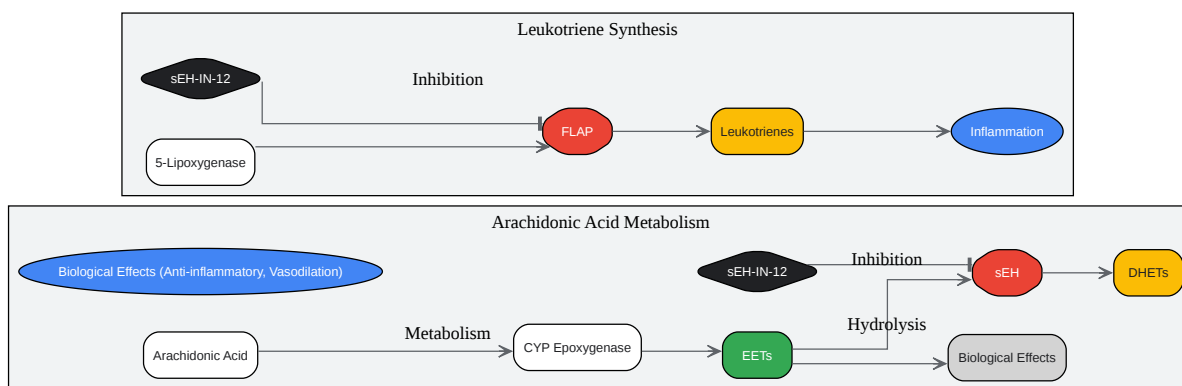 Leukotriene Synthesis
sEH-IN-12
Inhibition
FLAP
Leukotrienes
Inflammation
5-Lipoxygenase
Arachidonic Acid Metabolism
Biological Effects (Anti-inflammatory, Vasodilation)
sEH-IN-12
Inhibition
sEH
DHETs
Hydrolysis
Metabolism
Arachidonic Acid
CYP Epoxygenase
EETs
Biological Effects